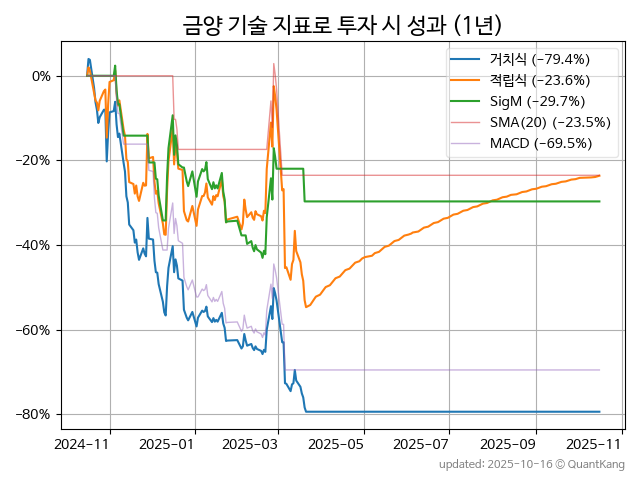 금양 기술 지표로 투자 시 성과 (1년)
거치식 (−79.4%)
적립식 (−23.6%)
SigM (−29.7%)
SMA(20) (−23.5%)
MACD (−69.5%)
0%
−20%
−40%
−60%
−80%
2024-11 2025-01 2025-03 2025-05 2025-07 2025-09 2025-11
updated: 2025-10-16 © QuantKang